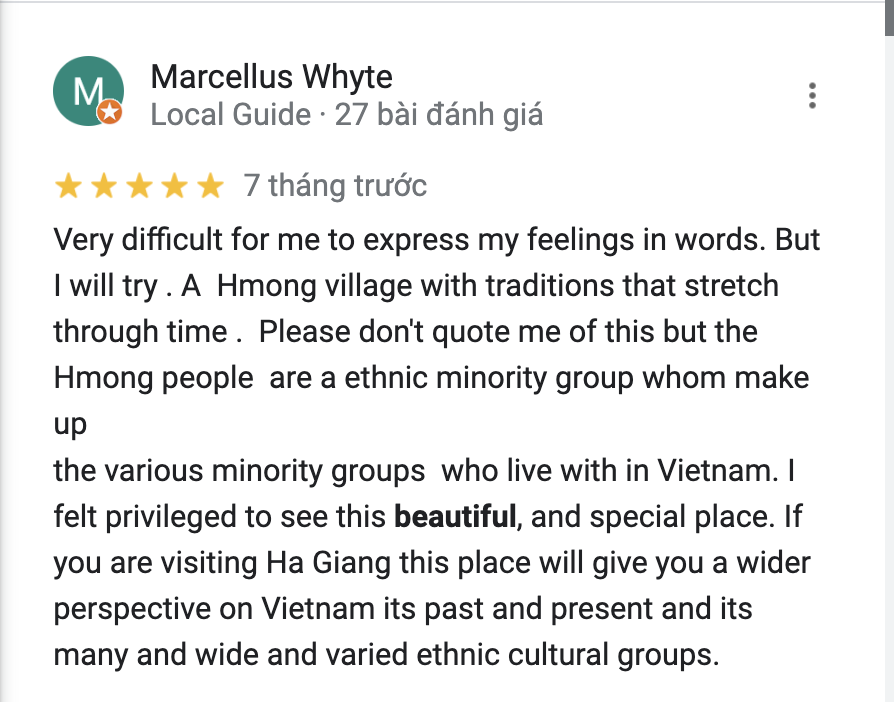 M
Marcellus Whyte
Local Guide · 27 bài đánh giá
7 tháng trước
Very difficult for me to express my feelings in words. But
I will try . A  Hmong village with traditions that stretch
through time .  Please don't quote me of this but the
Hmong people  are a ethnic minority group whom make
up
the various minority groups  who live with in Vietnam. I
felt privileged to see this beautiful, and special place. If
you are visiting Ha Giang this place will give you a wider
perspective on Vietnam its past and present and its
many and wide and varied ethnic cultural groups.